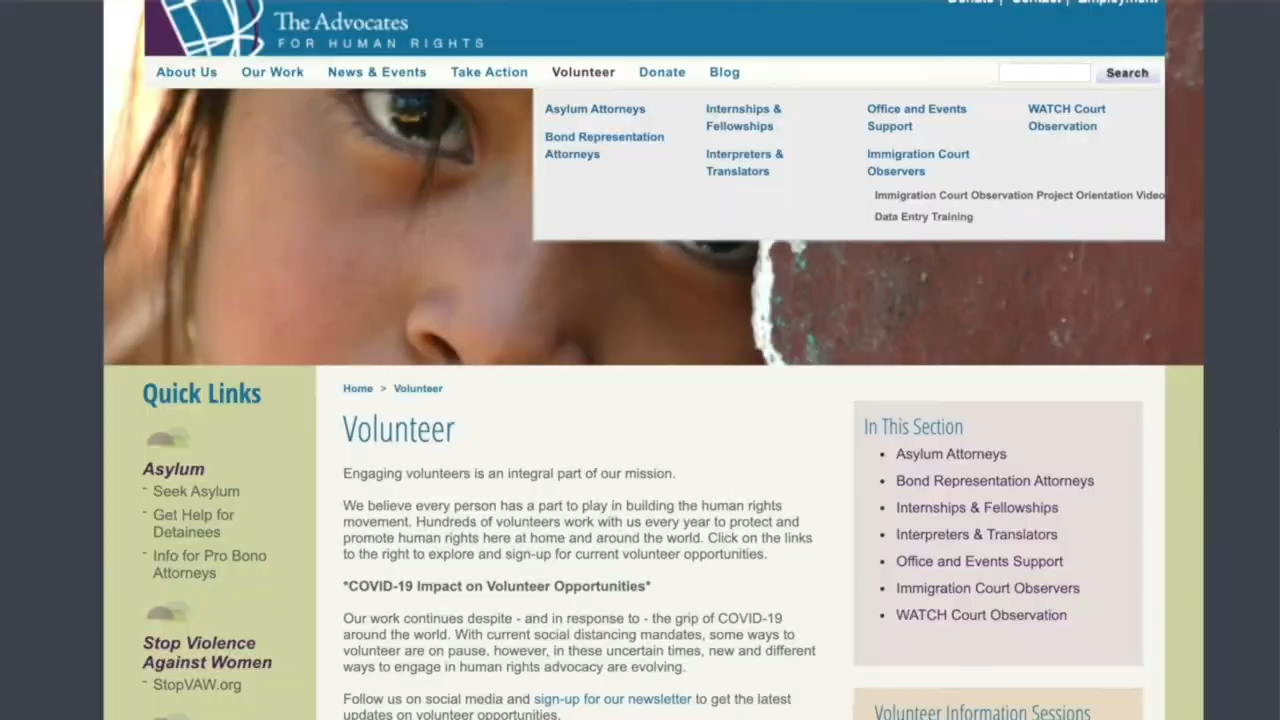 Donate | Contact | Employment
The Advocates
FOR HUMAN RIGHTS
About Us Our Work News & Events Take Action Volunteer Donate Blog Search
Asylum Attorneys
Bond Representation
Attorneys
Internships &
Fellowships
Interpreters &
Translators
Office and Events
Support
Immigration Court
Observers
Immigration Court Observation Project Orientation Video
Data Entry Training
WATCH Court
Observation
Quick Links
Asylum
- Seek Asylum
- Get Help for
Detainees
- Info for Pro Bono
Attorneys
Stop Violence
Against Women
- StopVAW.org
Home > Volunteer
Volunteer
Engaging volunteers is an integral part of our mission.
We believe every person has a part to play in building the human rights
movement. Hundreds of volunteers work with us every year to protect and
promote human rights here at home and around the world. Click on the links
to the right to explore and sign-up for current volunteer opportunities.
*COVID-19 Impact on Volunteer Opportunities*
Our work continues despite - and in response to - the grip of COVID-19
around the world. With current social distancing mandates, some ways to
volunteer are on pause, however, in these uncertain times, new and different
ways to engage in human rights advocacy are evolving.
Follow us on social media and sign-up for our newsletter to get the latest
updates on volunteer opportunities.
In This Section
• Asylum Attorneys
• Bond Representation Attorneys
• Internships & Fellowships
• Interpreters & Translators
• Office and Events Support
• Immigration Court Observers
• WATCH Court Observation
Volunteer Information Sessions